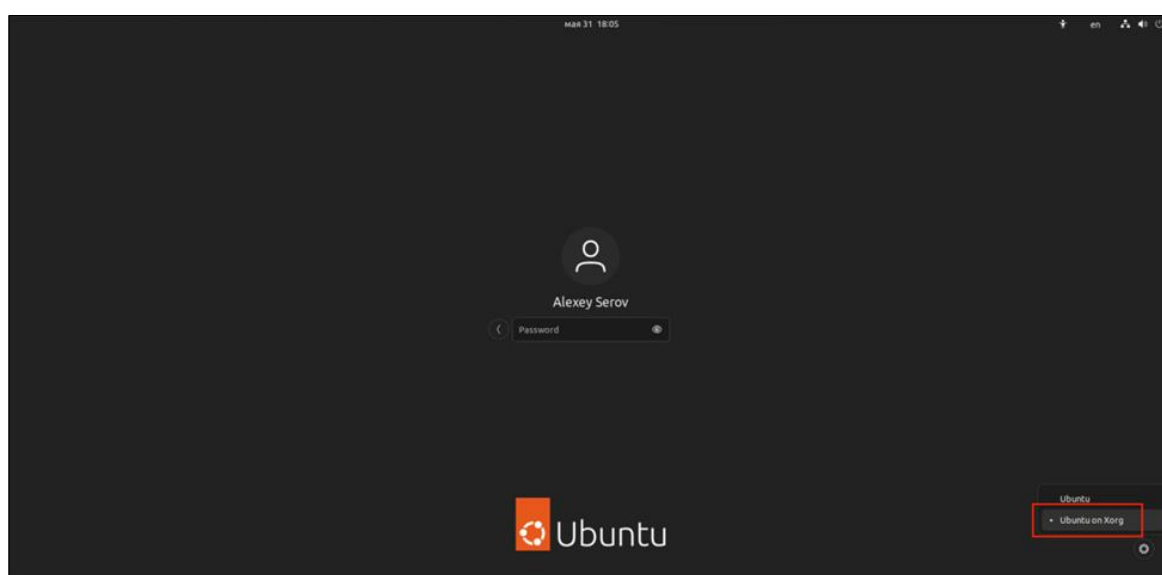 мая 31 18:05
en
Alexey Serov
Password
Ubuntu
Ubuntu on Xorg
Ubuntu